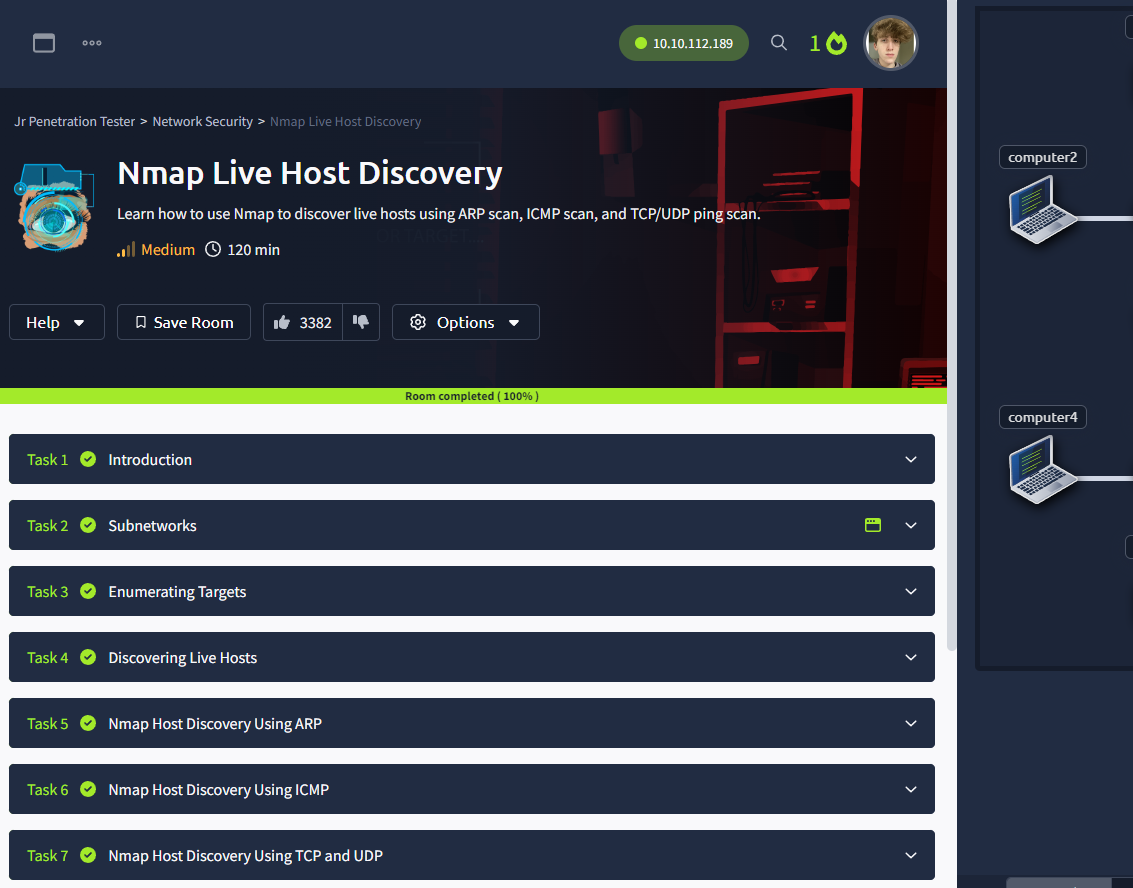 10.10.112.189
1
Jr Penetration Tester > Network Security > Nmap Live Host Discovery
Nmap Live Host Discovery
Learn how to use Nmap to discover live hosts using ARP scan, ICMP scan, and TCP/UDP ping scan.
Medium 120 min
Help Save Room 3382 Options
Room completed ( 100% )
Task 1 Introduction
Task 2 Subnetworks
Task 3 Enumerating Targets
Task 4 Discovering Live Hosts
Task 5 Nmap Host Discovery Using ARP
Task 6 Nmap Host Discovery Using ICMP
Task 7 Nmap Host Discovery Using TCP and UDP
computer2
computer4